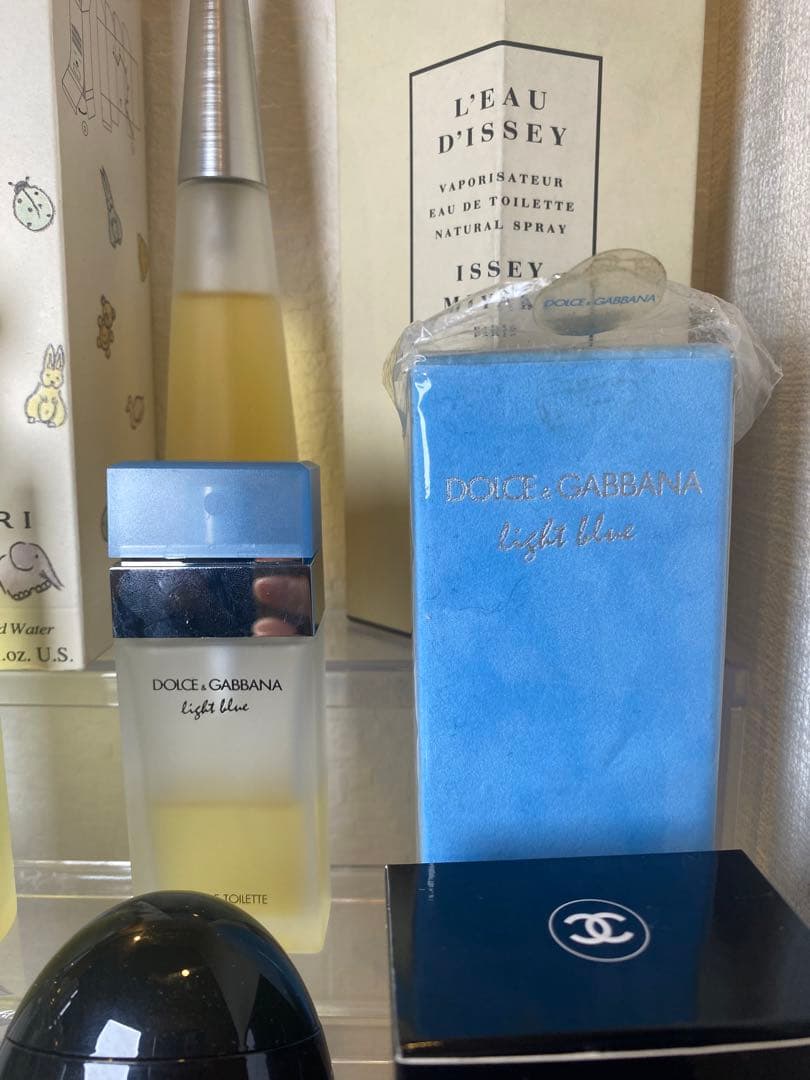 L'EAU
D'ISSEY
VAPORISATEUR
EAU DE TOILETTE
NATURAL SPRAY
ISSEY
DOLCE & GABBANA
PARIS
DOLCE & GABBANA
light blue
DOLCE & GABBANA
light blue
TOILETTE
RI
d Water
.oz. U.S.